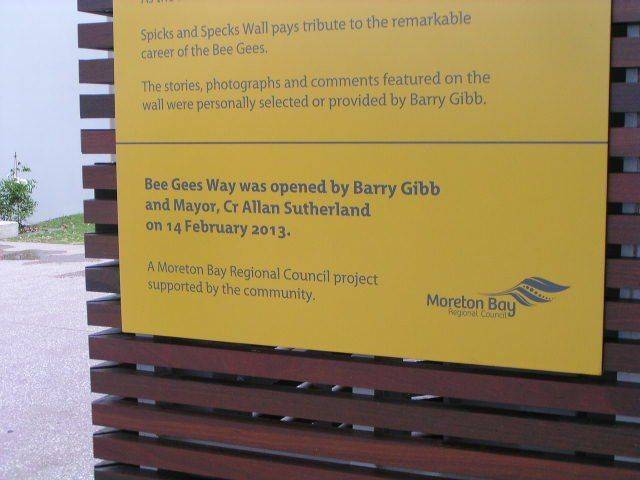 Spicks and Specks Wall pays tribute to the remarkable
career of the Bee Gees.
The stories, photographs and comments featured on the
wall were personally selected or provided by Barry Gibb.
Bee Gees Way was opened by Barry Gibb
and Mayor, Cr Allan Sutherland
on 14 February 2013.
A Moreton Bay Regional Council project
supported by the community.
Moreton Bay
Regional Council